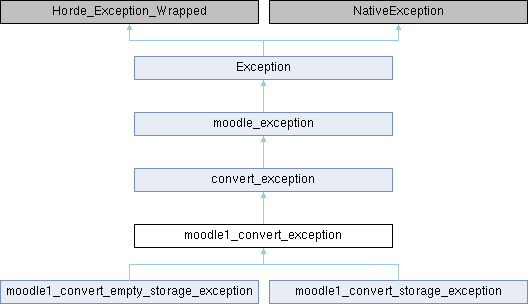 Horde_Exception_Wrapped
NativeException
Exception
moodle_exception
convert_exception
moodle1_convert_exception
moodle1_convert_empty_storage_exception
moodle1_convert_storage_exception